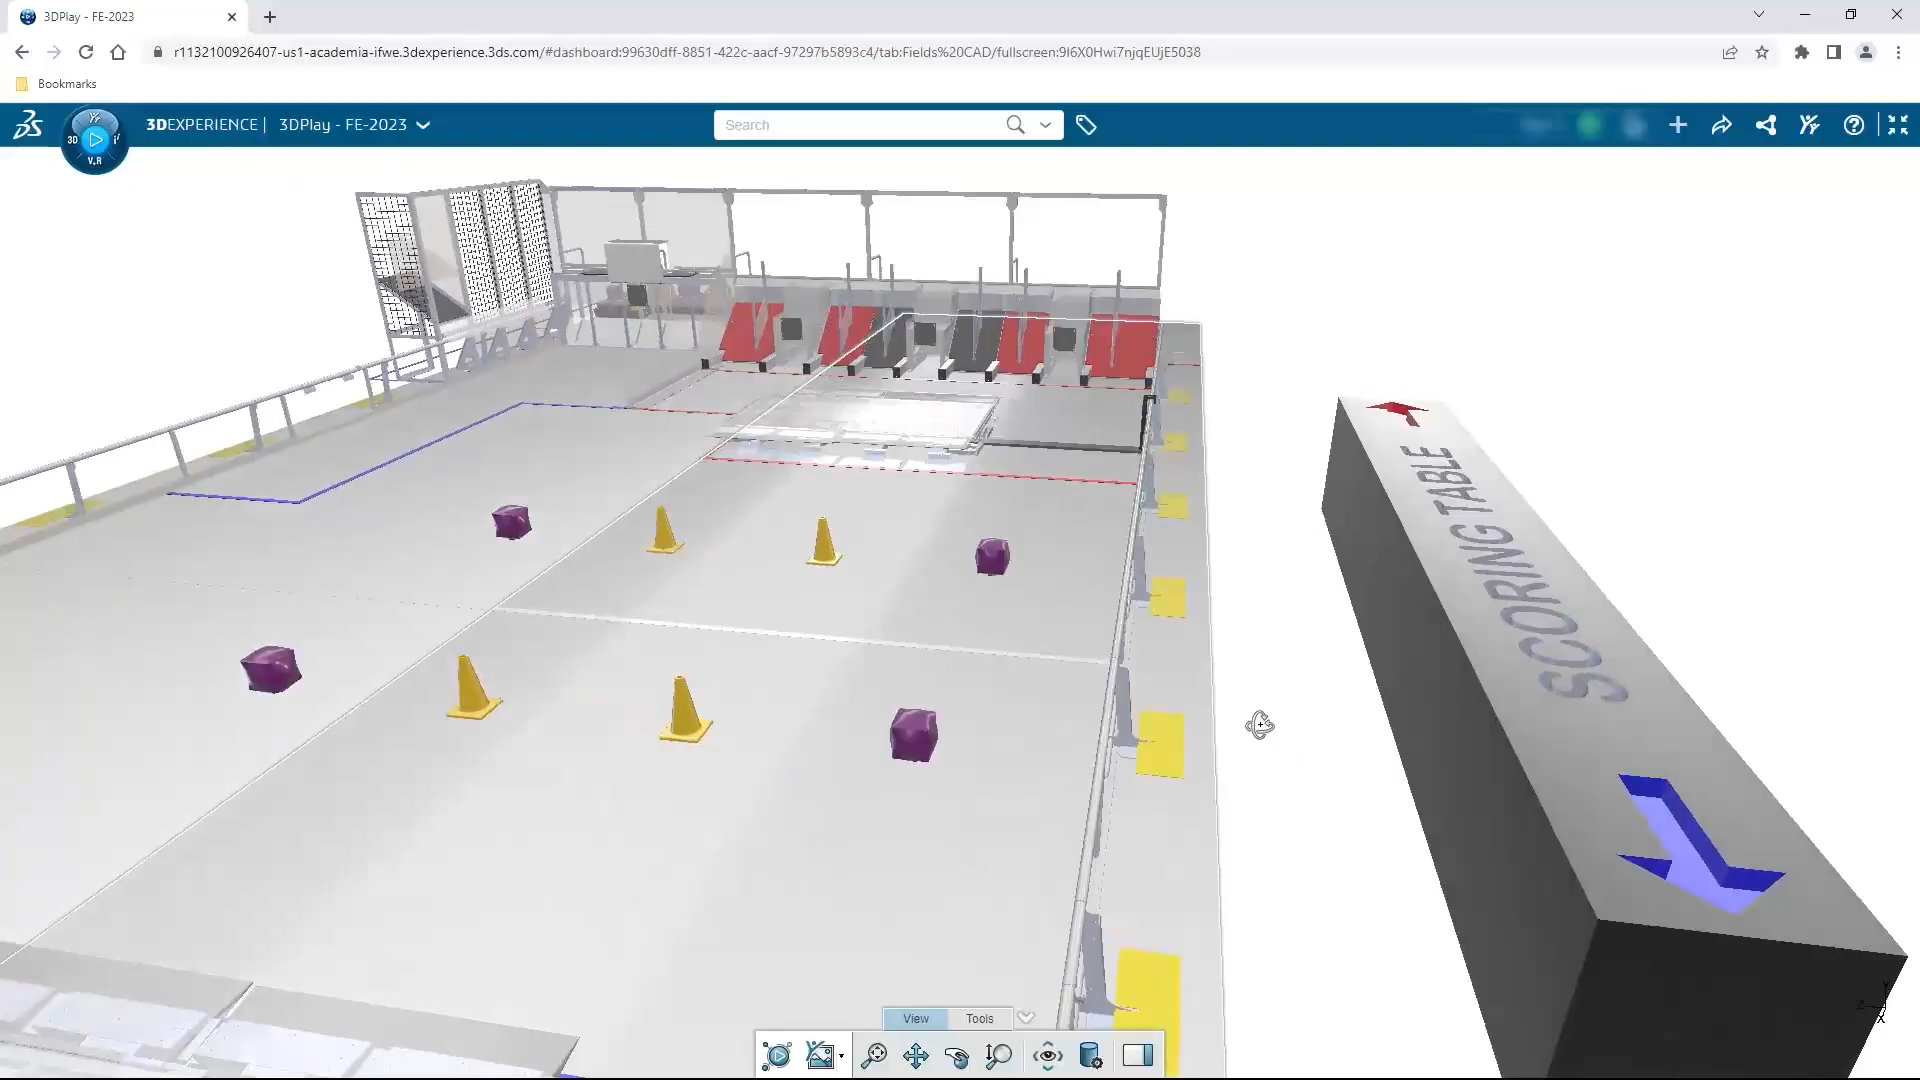 3DPlay - FE-2023
r1132100926407-us1-academia-ifwe.3dexperience.3ds.com/#dashboard:99630dff-8851-422c-aacf-97297b5893c4/tab:Fields%20CAD/fullscreen:9I6X0Hwi7njqEUjE5038
Bookmarks
3DEXPERIENCE | 3DPlay - FE-2023
Search
3D
V.R
SCORING TABLE
View
Tools
Y
Z
X